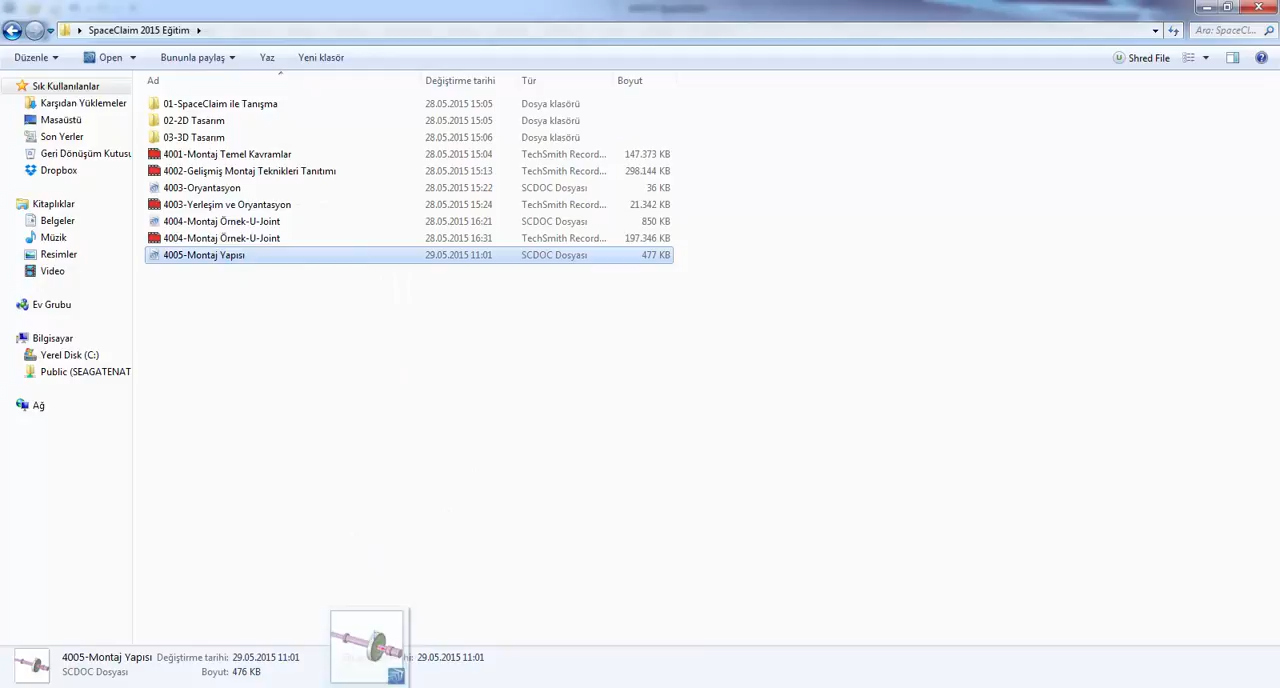 SpaceClaim 2015 Eğitim
Ara: SpaceCl...
Düzenle Open Bununla paylaş Yaz Yeni klasör Shred File
Ad Değiştirme tarihi Tür Boyut
Sık Kullanılanlar
Karşıdan Yüklemeler
Masaüstü
Son Yerler
Geri Dönüşüm Kutusu
Dropbox
Kitaplıklar
Belgeler
Müzik
Resimler
Video
Ev Grubu
Bilgisayar
Yerel Disk (C:)
Public (SEAGATENAT
Ağ
01-SpaceClaim ile Tanışma 28.05.2015 15:05 Dosya klasörü
02-2D Tasarım 28.05.2015 15:05 Dosya klasörü
03-3D Tasarım 28.05.2015 15:06 Dosya klasörü
4001-Montaj Temel Kavramlar 28.05.2015 15:04 TechSmith Record... 147.373 KB
4002-Gelişmiş Montaj Teknikleri Tanıtımı 28.05.2015 15:13 TechSmith Record... 298.144 KB
4003-Oryantasyon 28.05.2015 15:22 SCDOC Dosyası 36 KB
4003-Yerleşim ve Oryantasyon 28.05.2015 15:24 TechSmith Record... 21.342 KB
4004-Montaj Örnek-U-Joint 28.05.2015 16:21 SCDOC Dosyası 850 KB
4004-Montaj Örnek-U-Joint 28.05.2015 16:31 TechSmith Record... 197.346 KB
4005-Montaj Yapısı 29.05.2015 11:01 SCDOC Dosyası 477 KB
4005-Montaj Yapısı Değiştirme tarihi: 29.05.2015 11:01 29.05.2015 11:01
SCDOC Dosyası Boyut: 476 KB